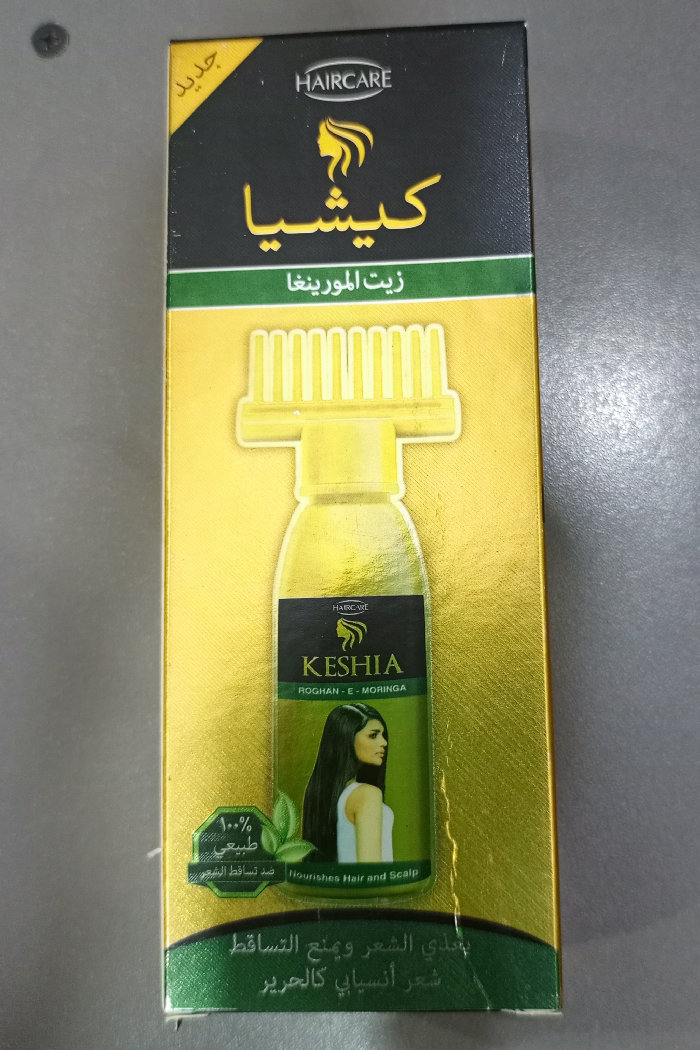 جديد
HAIRCARE
كيشيا
زيت المورينغا
HAIRCARE
KESHIA
ROGHAN - E - MORINGA
١٠٠%
طبيعي
ضد تساقط الشعر
Nourishes Hair and Scalp
يغذي الشعر ويمنع التساقط
شعر أنسيابي كالحرير